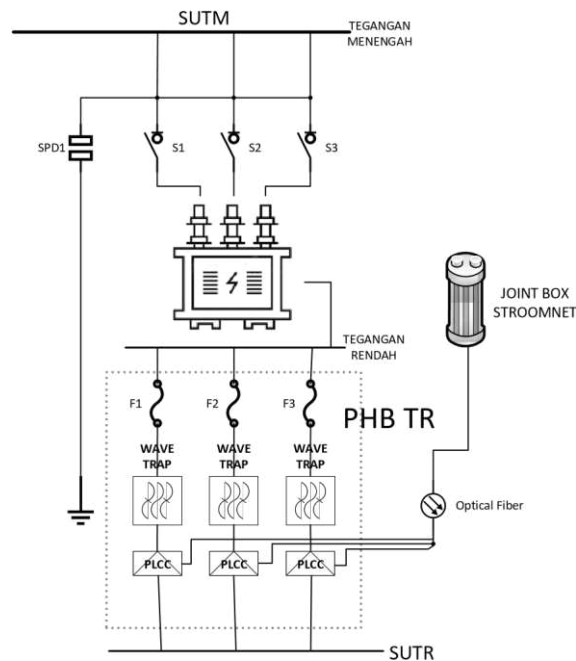 SUTM
TEGANGAN
MENENGAH
SPD1
S1
S2
S3
JOINT BOX
STROOMNET
TEGANGAN
RENDAH
F1
F2
F3
PHB TR
WAVE
TRAP
WAVE
TRAP
WAVE
TRAP
Optical Fiber
PLCC
PLCC
PLCC
SUTR